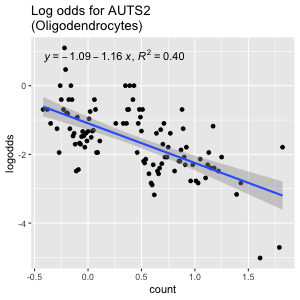 Log odds for AUTS2
(Oligodendrocytes)
y = −1.09 − 1.16 x, R² = 0.40
0
-2
-4
logodds
-0.5 0.0 0.5 1.0 1.5
count